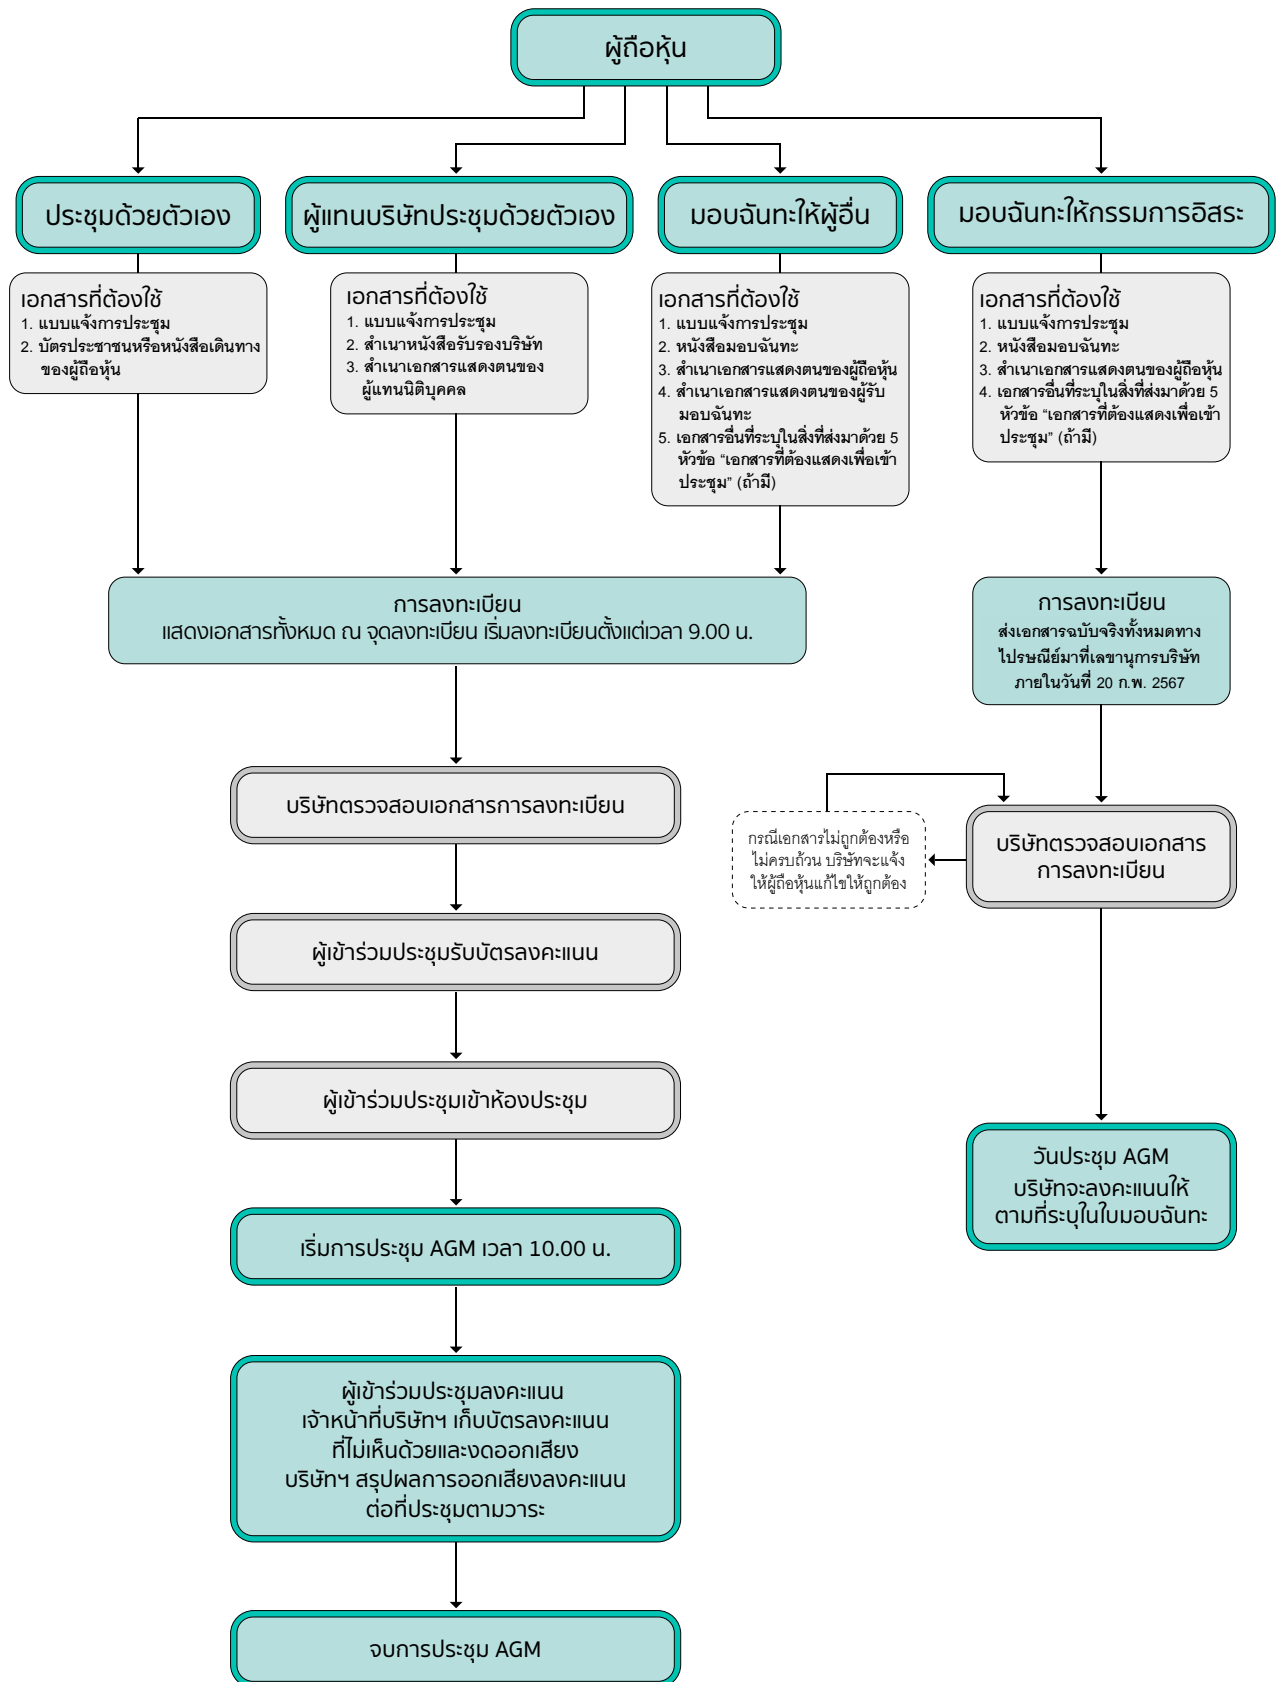 ผู้ถือหุ้น
ประชุมด้วยตัวเอง
ผู้แทนบริษัทประชุมด้วยตัวเอง
มอบฉันทะให้ผู้อื่น
มอบฉันทะให้กรรมการอิสระ
เอกสารที่ต้องใช้
1. แบบแจ้งการประชุม
2. บัตรประชาชนหรือหนังสือเดินทาง
ของผู้ถือหุ้น
เอกสารที่ต้องใช้
1. แบบแจ้งการประชุม
2. สำเนาหนังสือรับรองบริษัท
3. สำเนาเอกสารแสดงตนของ
ผู้แทนนิติบุคคล
เอกสารที่ต้องใช้
1. แบบแจ้งการประชุม
2. หนังสือมอบฉันทะ
3. สำเนาเอกสารแสดงตนของผู้ถือหุ้น
4. สำเนาเอกสารแสดงตนของผู้รับ
มอบฉันทะ
5. เอกสารอื่นที่ระบุในสิ่งที่ส่งมาด้วย 5
หัวข้อ “เอกสารที่ต้องแสดงเพื่อเข้า
ประชุม” (ถ้ามี)
เอกสารที่ต้องใช้
1. แบบแจ้งการประชุม
2. หนังสือมอบฉันทะ
3. สำเนาเอกสารแสดงตนของผู้ถือหุ้น
4. เอกสารอื่นที่ระบุในสิ่งที่ส่งมาด้วย 5
หัวข้อ “เอกสารที่ต้องแสดงเพื่อเข้า
ประชุม” (ถ้ามี)
การลงทะเบียน
แสดงเอกสารทั้งหมด ณ จุดลงทะเบียน เริ่มลงทะเบียนตั้งแต่เวลา 9.00 น.
การลงทะเบียน
ส่งเอกสารฉบับจริงทั้งหมดทาง
ไปรษณีย์มาที่เลขานุการบริษัท
ภายในวันที่ 20 ก.พ. 2567
บริษัทตรวจสอบเอกสารการลงทะเบียน
กรณีเอกสารไม่ถูกต้องหรือ
ไม่ครบถ้วน บริษัทจะแจ้ง
ให้ผู้ถือหุ้นแก้ไขให้ถูกต้อง
บริษัทตรวจสอบเอกสาร
การลงทะเบียน
ผู้เข้าร่วมประชุมรับบัตรลงคะแนน
ผู้เข้าร่วมประชุมเข้าห้องประชุม
วันประชุม AGM
บริษัทจะลงคะแนนให้
ตามที่ระบุในใบมอบฉันทะ
เริ่มการประชุม AGM เวลา 10.00 น.
ผู้เข้าร่วมประชุมลงคะแนน
เจ้าหน้าที่บริษัทฯ เก็บบัตรลงคะแนน
ที่ไม่เห็นด้วยและงดออกเสียง
บริษัทฯ สรุปผลการออกเสียงลงคะแนน
ต่อที่ประชุมตามวาระ
จบการประชุม AGM